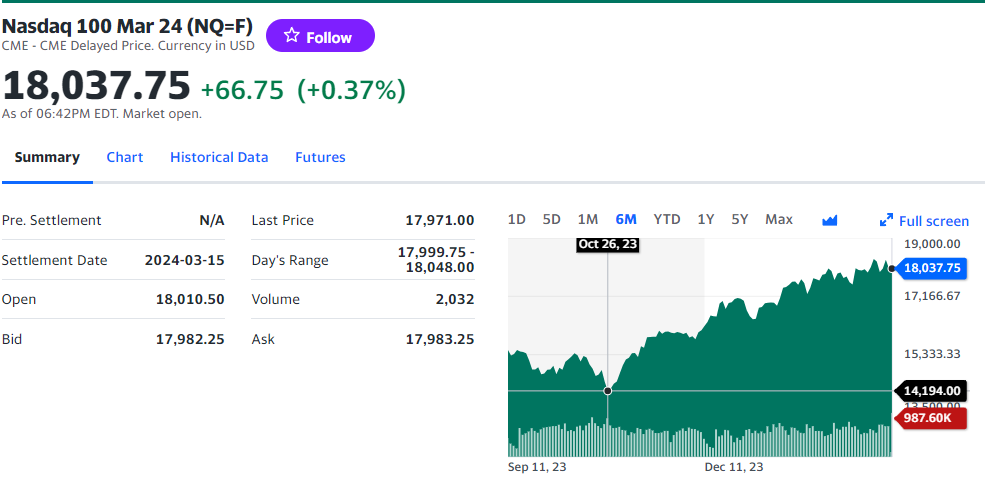 Nasdaq 100 Mar 24 (NQ=F)
Follow
CME - CME Delayed Price. Currency in USD
18,037.75 +66.75 (+0.37%)
As of 06:42PM EDT. Market open.
Summary Chart Historical Data Futures
Pre. Settlement N/A
Settlement Date 2024-03-15
Open 18,010.50
Bid 17,982.25
Last Price 17,971.00
Day's Range 17,999.75 -
18,048.00
Volume 2,032
Ask 17,983.25
1D 5D 1M 6M YTD 1Y 5Y Max Full screen
Oct 26, 23
19,000.00
18,037.75
17,166.67
15,333.33
14,194.00
13,500.00
987.60K
Sep 11, 23 Dec 11, 23